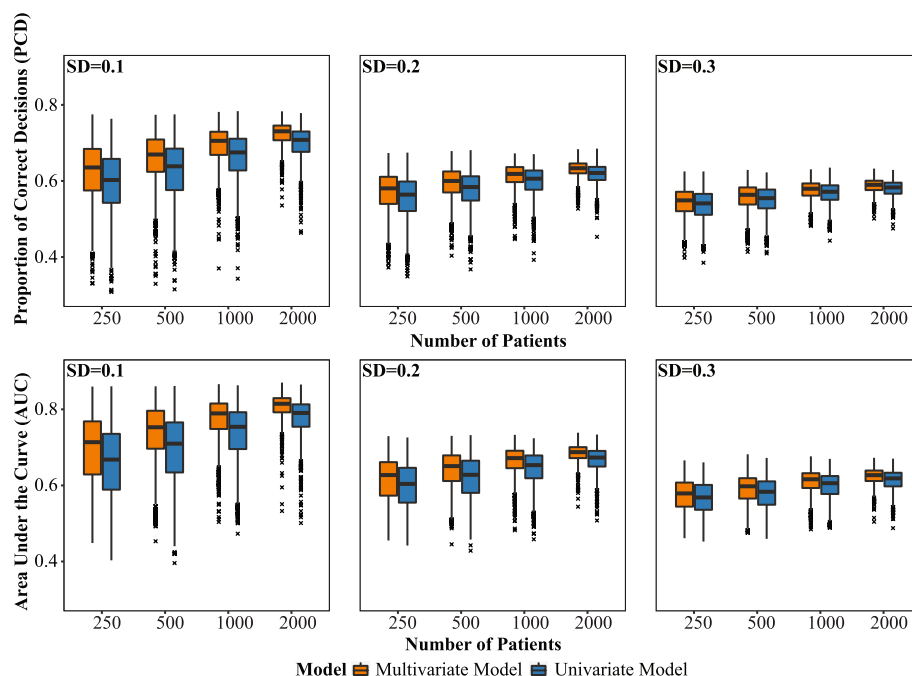 Proportion of Correct Decisions (PCD)
SD=0.1
SD=0.2
SD=0.3
0.8
0.6
0.4
250 500 1000 2000
250 500 1000 2000
250 500 1000 2000
Number of Patients
Area Under the Curve (AUC)
SD=0.1
SD=0.2
SD=0.3
0.8
0.6
0.4
250 500 1000 2000
250 500 1000 2000
250 500 1000 2000
Number of Patients
Model Multivariate Model Univariate Model